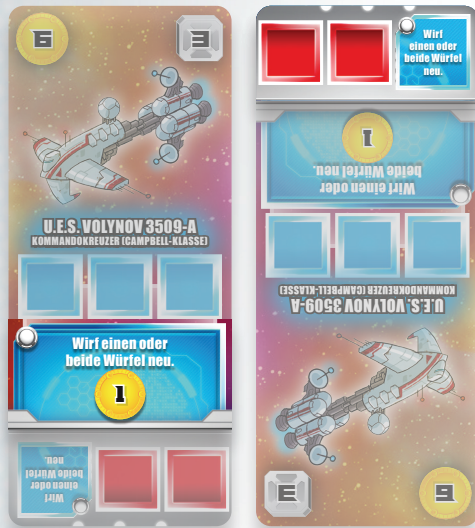 6
3
U.E.S. VOLYNOV 3509-A
KOMMANDOKREUZER (CAMPBELL-KLASSE)
Wirf einen oder
beide Würfel neu.
1
Wirf
einen oder
beide Würfel
neu.
Wirf
einen oder
beide Würfel
neu.
1
Wirf einen oder
beide Würfel neu.
U.E.S. VOLYNOV 3509-A
KOMMANDOKREUZER (CAMPBELL-KLASSE)
3
6